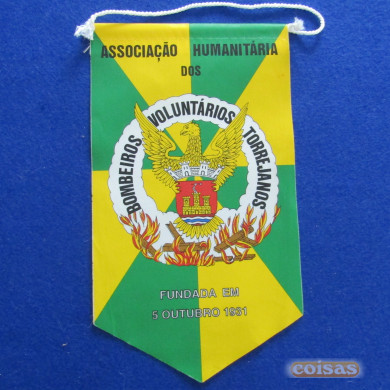 ASSOCIAÇÃO HUMANITÁRIA
DOS
BOMBEIROS VOLUNTÁRIOS TORREJANOS
FUNDADA EM
5 OUTUBRO 1931
coisas